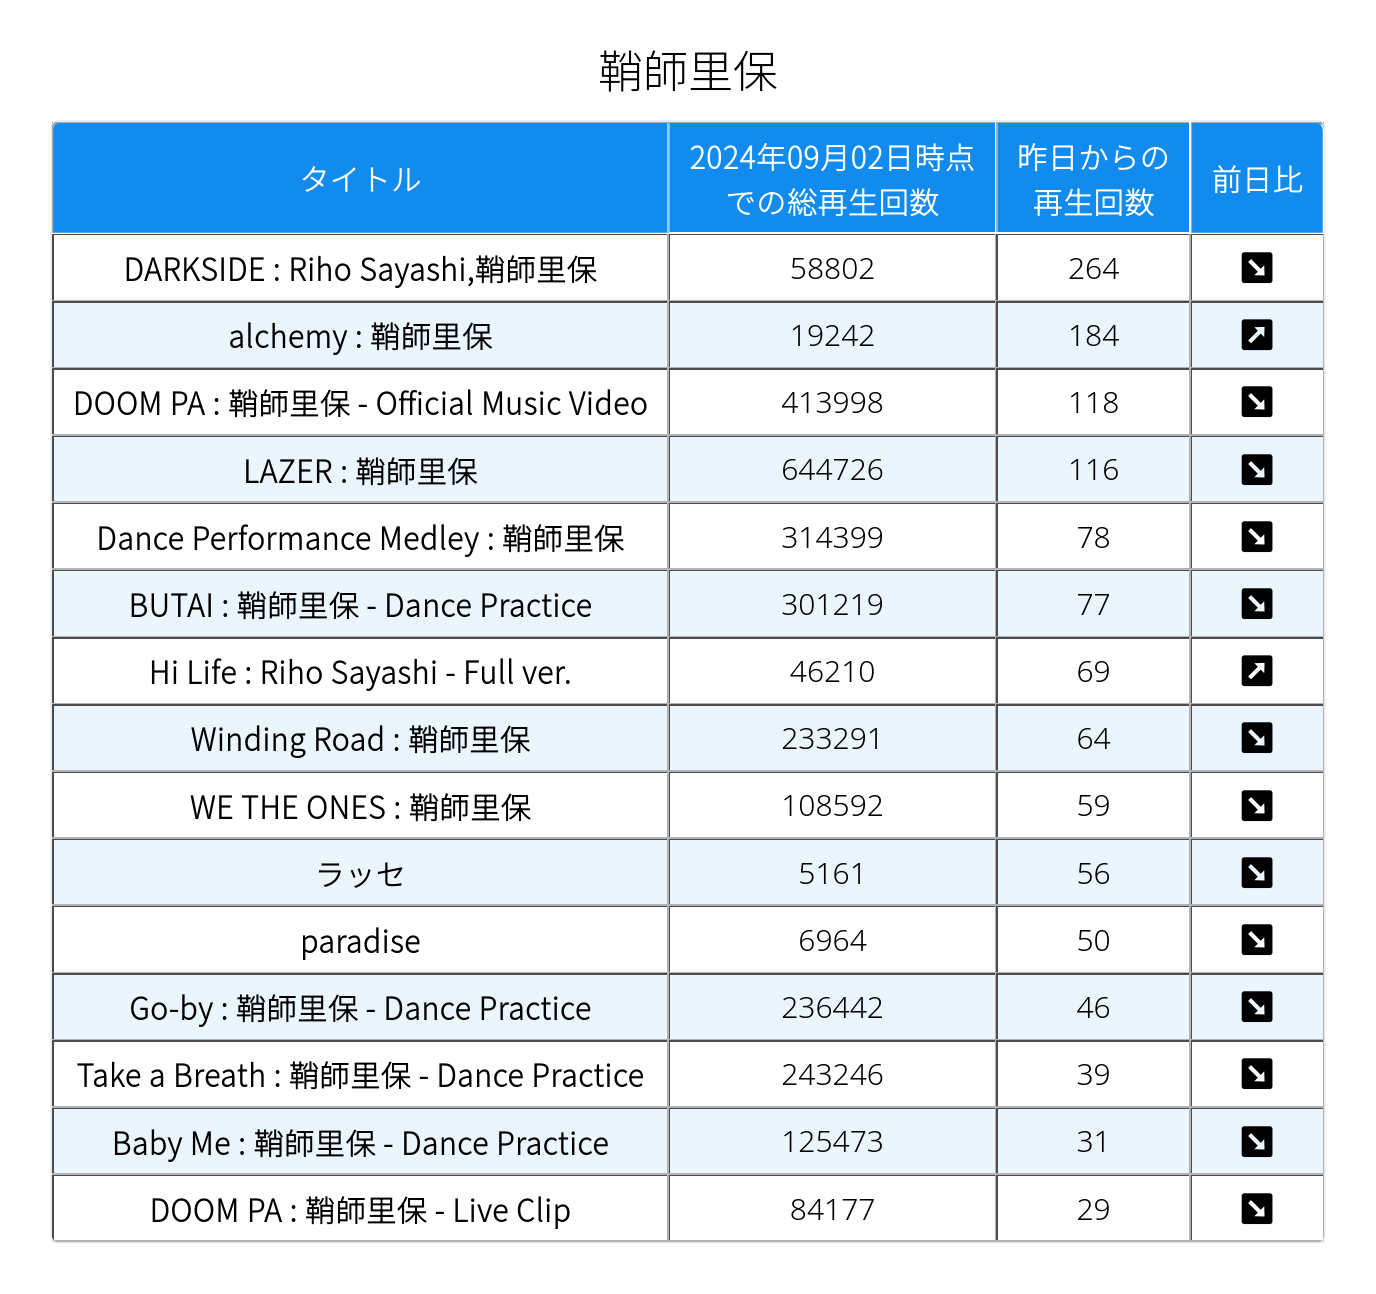 鞘師里保
タイトル
2024年09月02日時点
での総再生回数
昨日からの
再生回数
前日比
DARKSIDE : Riho Sayashi,鞘師里保 58802 264
alchemy : 鞘師里保 19242 184
DOOM PA : 鞘師里保 - Official Music Video 413998 118
LAZER : 鞘師里保 644726 116
Dance Performance Medley : 鞘師里保 314399 78
BUTAI : 鞘師里保 - Dance Practice 301219 77
Hi Life : Riho Sayashi - Full ver. 46210 69
Winding Road : 鞘師里保 233291 64
WE THE ONES : 鞘師里保 108592 59
ラッセ 5161 56
paradise 6964 50
Go-by : 鞘師里保 - Dance Practice 236442 46
Take a Breath : 鞘師里保 - Dance Practice 243246 39
Baby Me : 鞘師里保 - Dance Practice 125473 31
DOOM PA : 鞘師里保 - Live Clip 84177 29